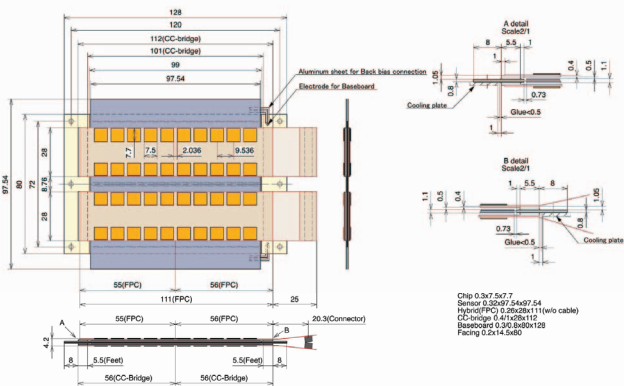 128
120
112(CC-bridge)
101(CC-bridge)
99
97.54
Aluminum sheet for Back bias connection
Electrode for Baseboard
97.54
80
72
28
8.76
28
7.7
7.5
2.036
9.536
55(FPC)
56(FPC)
111(FPC)
25
A
55(FPC)
56(FPC)
20.3(Connector)
B
4.2
8
5.5(Feet)
5.5(Feet)
8
56(CC-Bridge)
56(CC-Bridge)
A detail
Scale2/1
8
5.5
1
1
1.05
0.8
0.4
0.5
1.1
0.73
Cooling plate
Glue<0.5
1
B detail
Scale2/1
1
5.5
8
1.1
0.5
0.4
1.05
0.8
0.73
Glue<0.5
Cooling plate
1
Chip 0.3x7.5x7.7
Sensor 0.32x97.54x97.54
Hybrid(FPC) 0.26x28x111(w/o cable)
CC-bridge 0.4/1x28x112
Baseboard 0.3/0.8x80x128
Facing 0.2x14.5x80